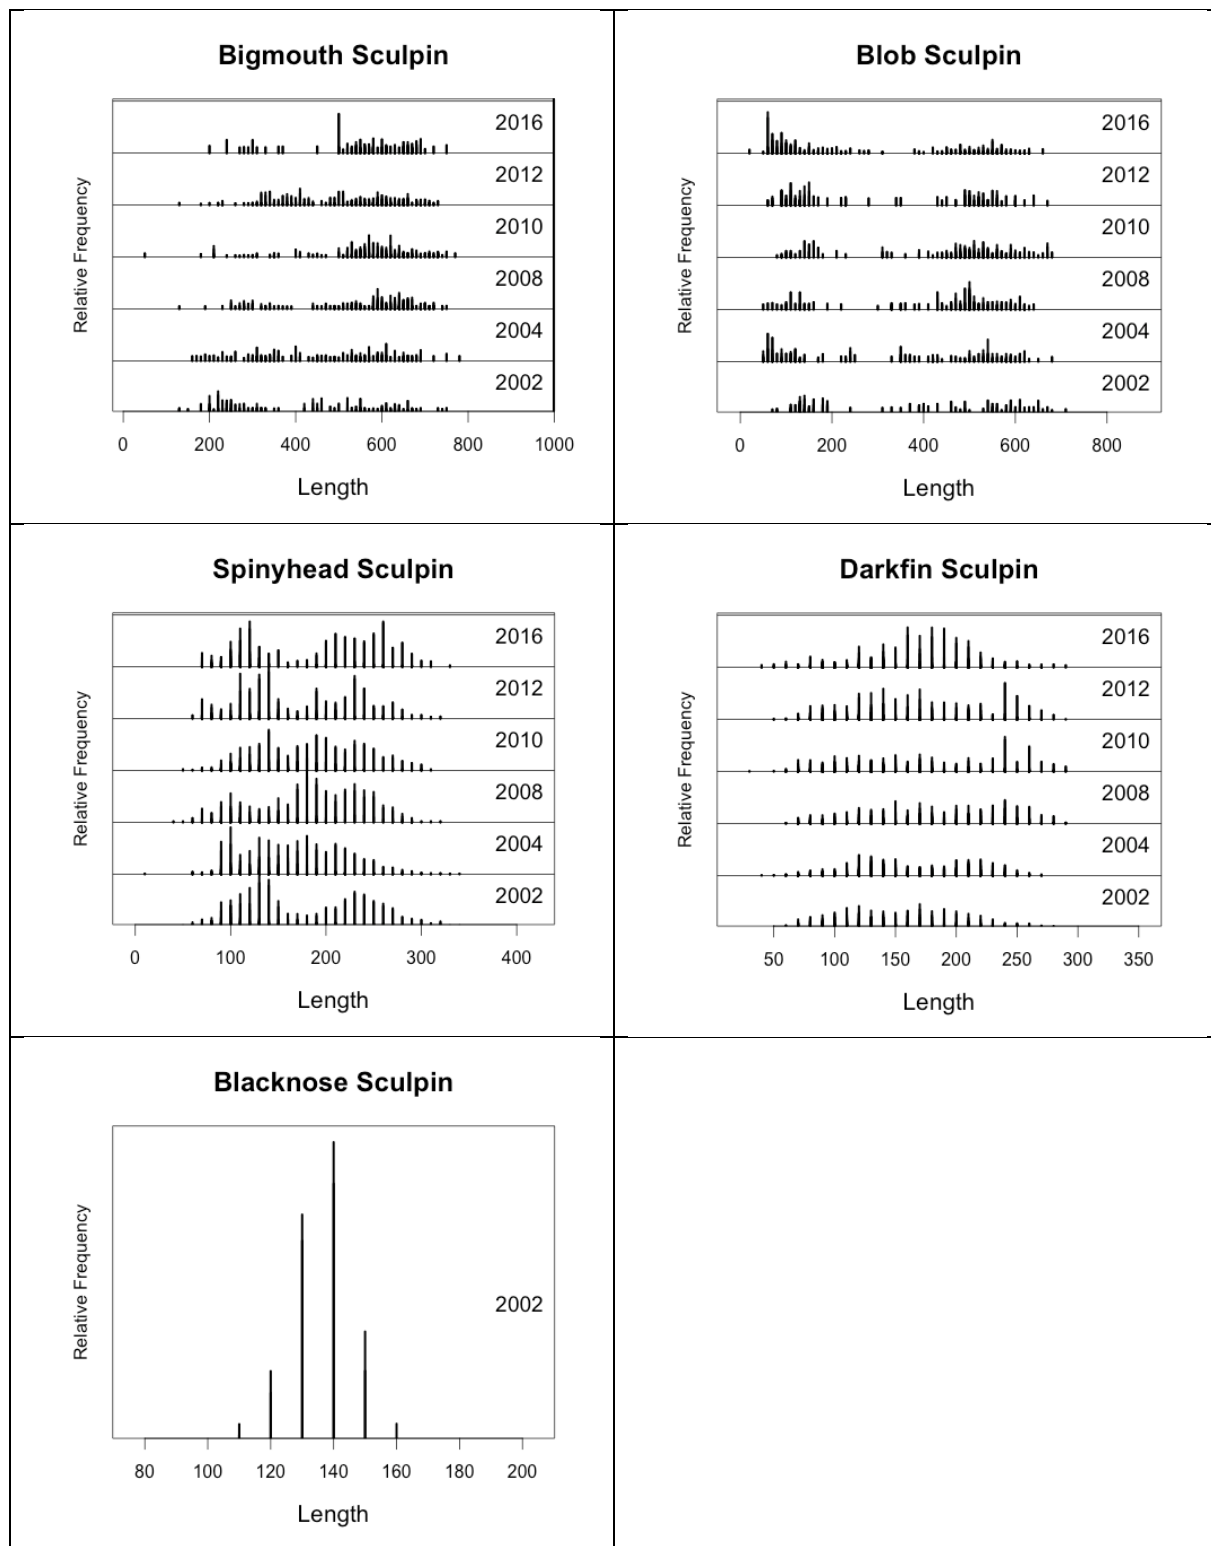 Bigmouth Sculpin
Relative Frequency
2016
2012
2010
2008
2004
2002
0 200 400 600 800 1000
Length
Blob Sculpin
Relative Frequency
2016
2012
2010
2008
2004
2002
0 200 400 600 800
Length
Spinyhead Sculpin
Relative Frequency
2016
2012
2010
2008
2004
2002
0 100 200 300 400
Length
Darkfin Sculpin
Relative Frequency
2016
2012
2010
2008
2004
2002
50 100 150 200 250 300 350
Length
Blacknose Sculpin
Relative Frequency
2002
80 100 120 140 160 180 200
Length